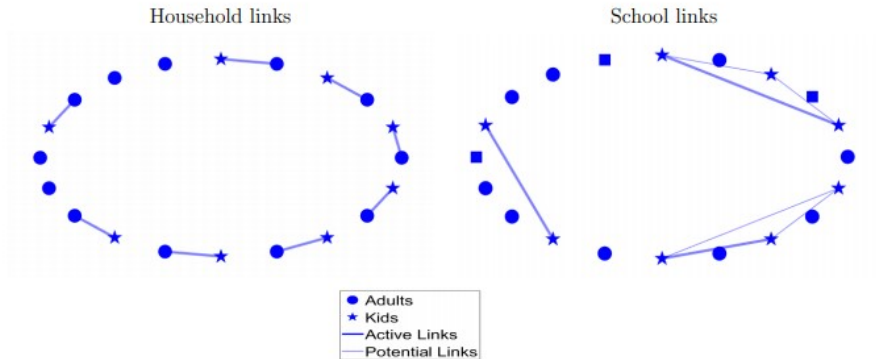 Household links
School links
Adults
Kids
Active Links
Potential Links